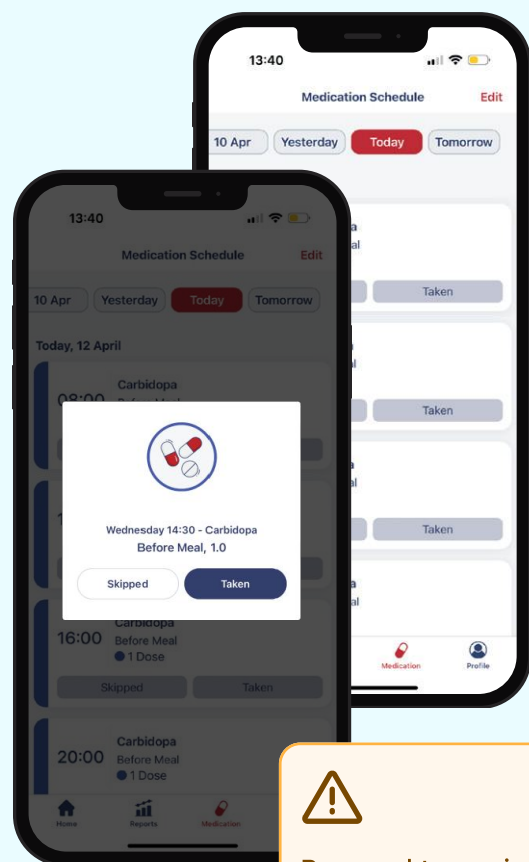 13:40
Medication Schedule Edit
10 Apr Yesterday Today Tomorrow
Taken
Taken
Taken
Medication Profile
13:40
Medication Schedule Edit
10 Apr Yesterday Today Tomorrow
Today, 12 April
Carbidopa
08:00 Before Meal
Wednesday 14:30 - Carbidopa
Before Meal, 1.0
Skipped Taken
Carbidopa
16:00 Before Meal
1 Dose
Skipped Taken
Carbidopa
20:00 Before Meal
1 Dose
Home Reports Medication